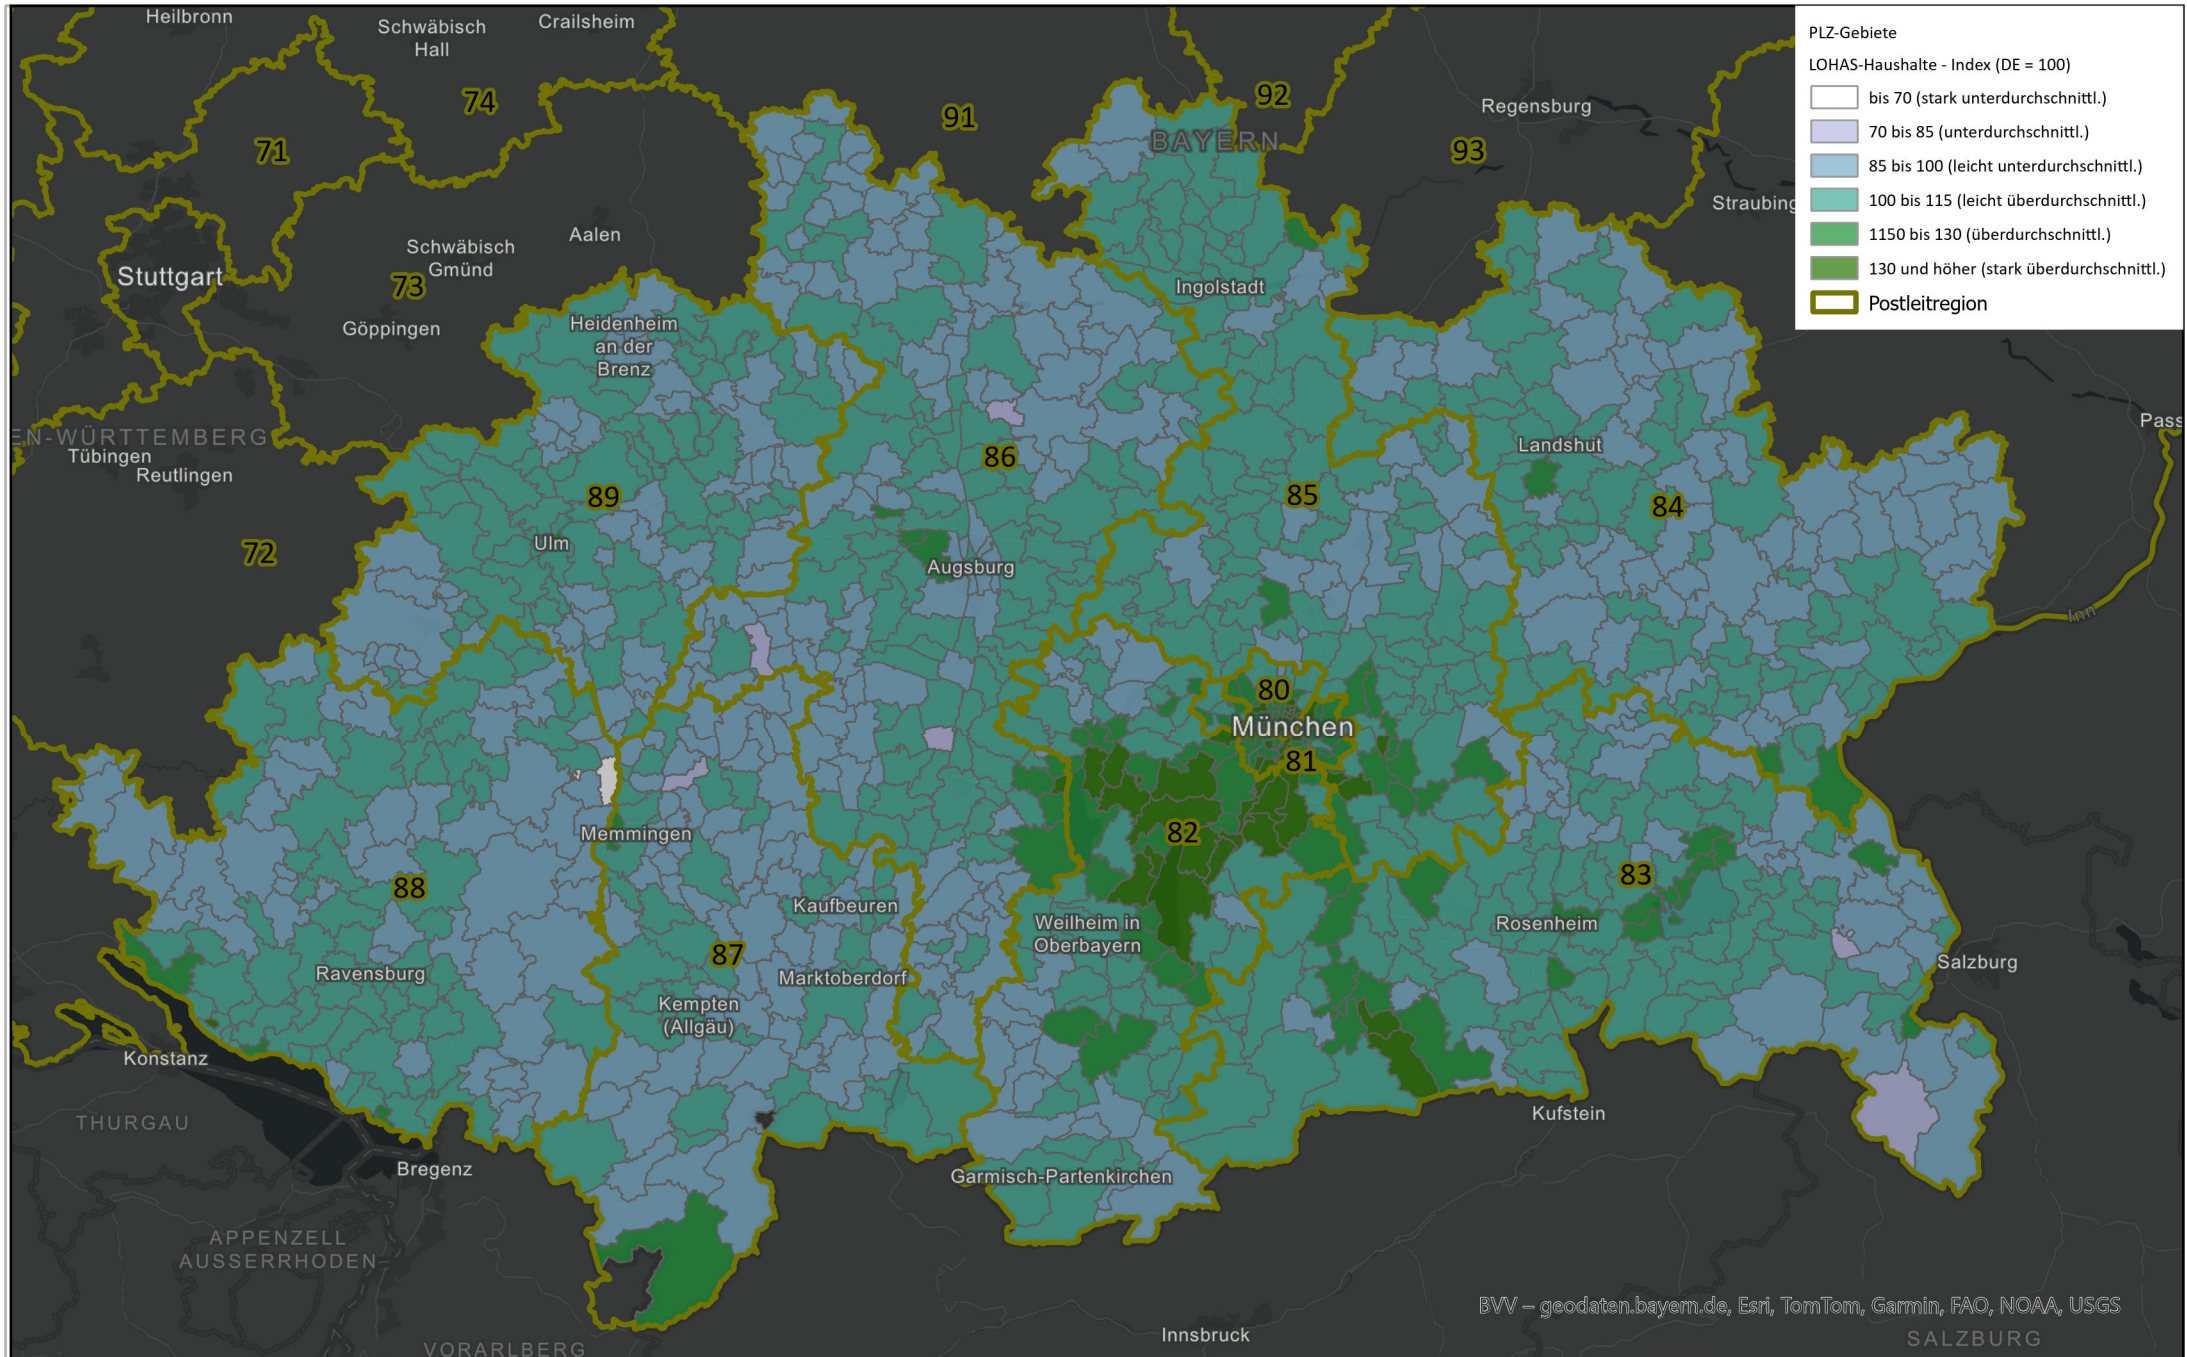 Heilbronn
Schwäbisch
Hall
Crailsheim
74
71
91
92
BAYERN
Regensburg
93
Straubing
PLZ-Gebiete
LOHAS-Haushalte - Index (DE = 100)
bis 70 (stark unterdurchschnittl.)
70 bis 85 (unterdurchschnittl.)
85 bis 100 (leicht unterdurchschnittl.)
100 bis 115 (leicht überdurchschnittl.)
1150 bis 130 (überdurchschnittl.)
130 und höher (stark überdurchschnittl.)
Postleitregion
Aalen
Schwäbisch
Gmünd
Stuttgart
73
Göppingen
Heidenheim
an der
Brenz
Ingolstadt
EN-WÜRTTEMBERG
Tübingen
Reutlingen
Pass
Landshut
86
89
85
84
72
Ulm
Augsburg
Inn
80
München
81
82
Memmingen
88
83
Kaufbeuren
Weilheim in
Oberbayern
Rosenheim
87
Ravensburg
Marktoberdorf
Salzburg
Kempten
(Allgäu)
Konstanz
THURGAU
Kufstein
Bregenz
Garmisch-Partenkirchen
APPENZELL
AUSSERRHODEN
BVV – geodaten.bayern.de, Esri, TomTom, Garmin, FAO, NOAA, USGS
Innsbruck
SALZBURG
VORARLBERG